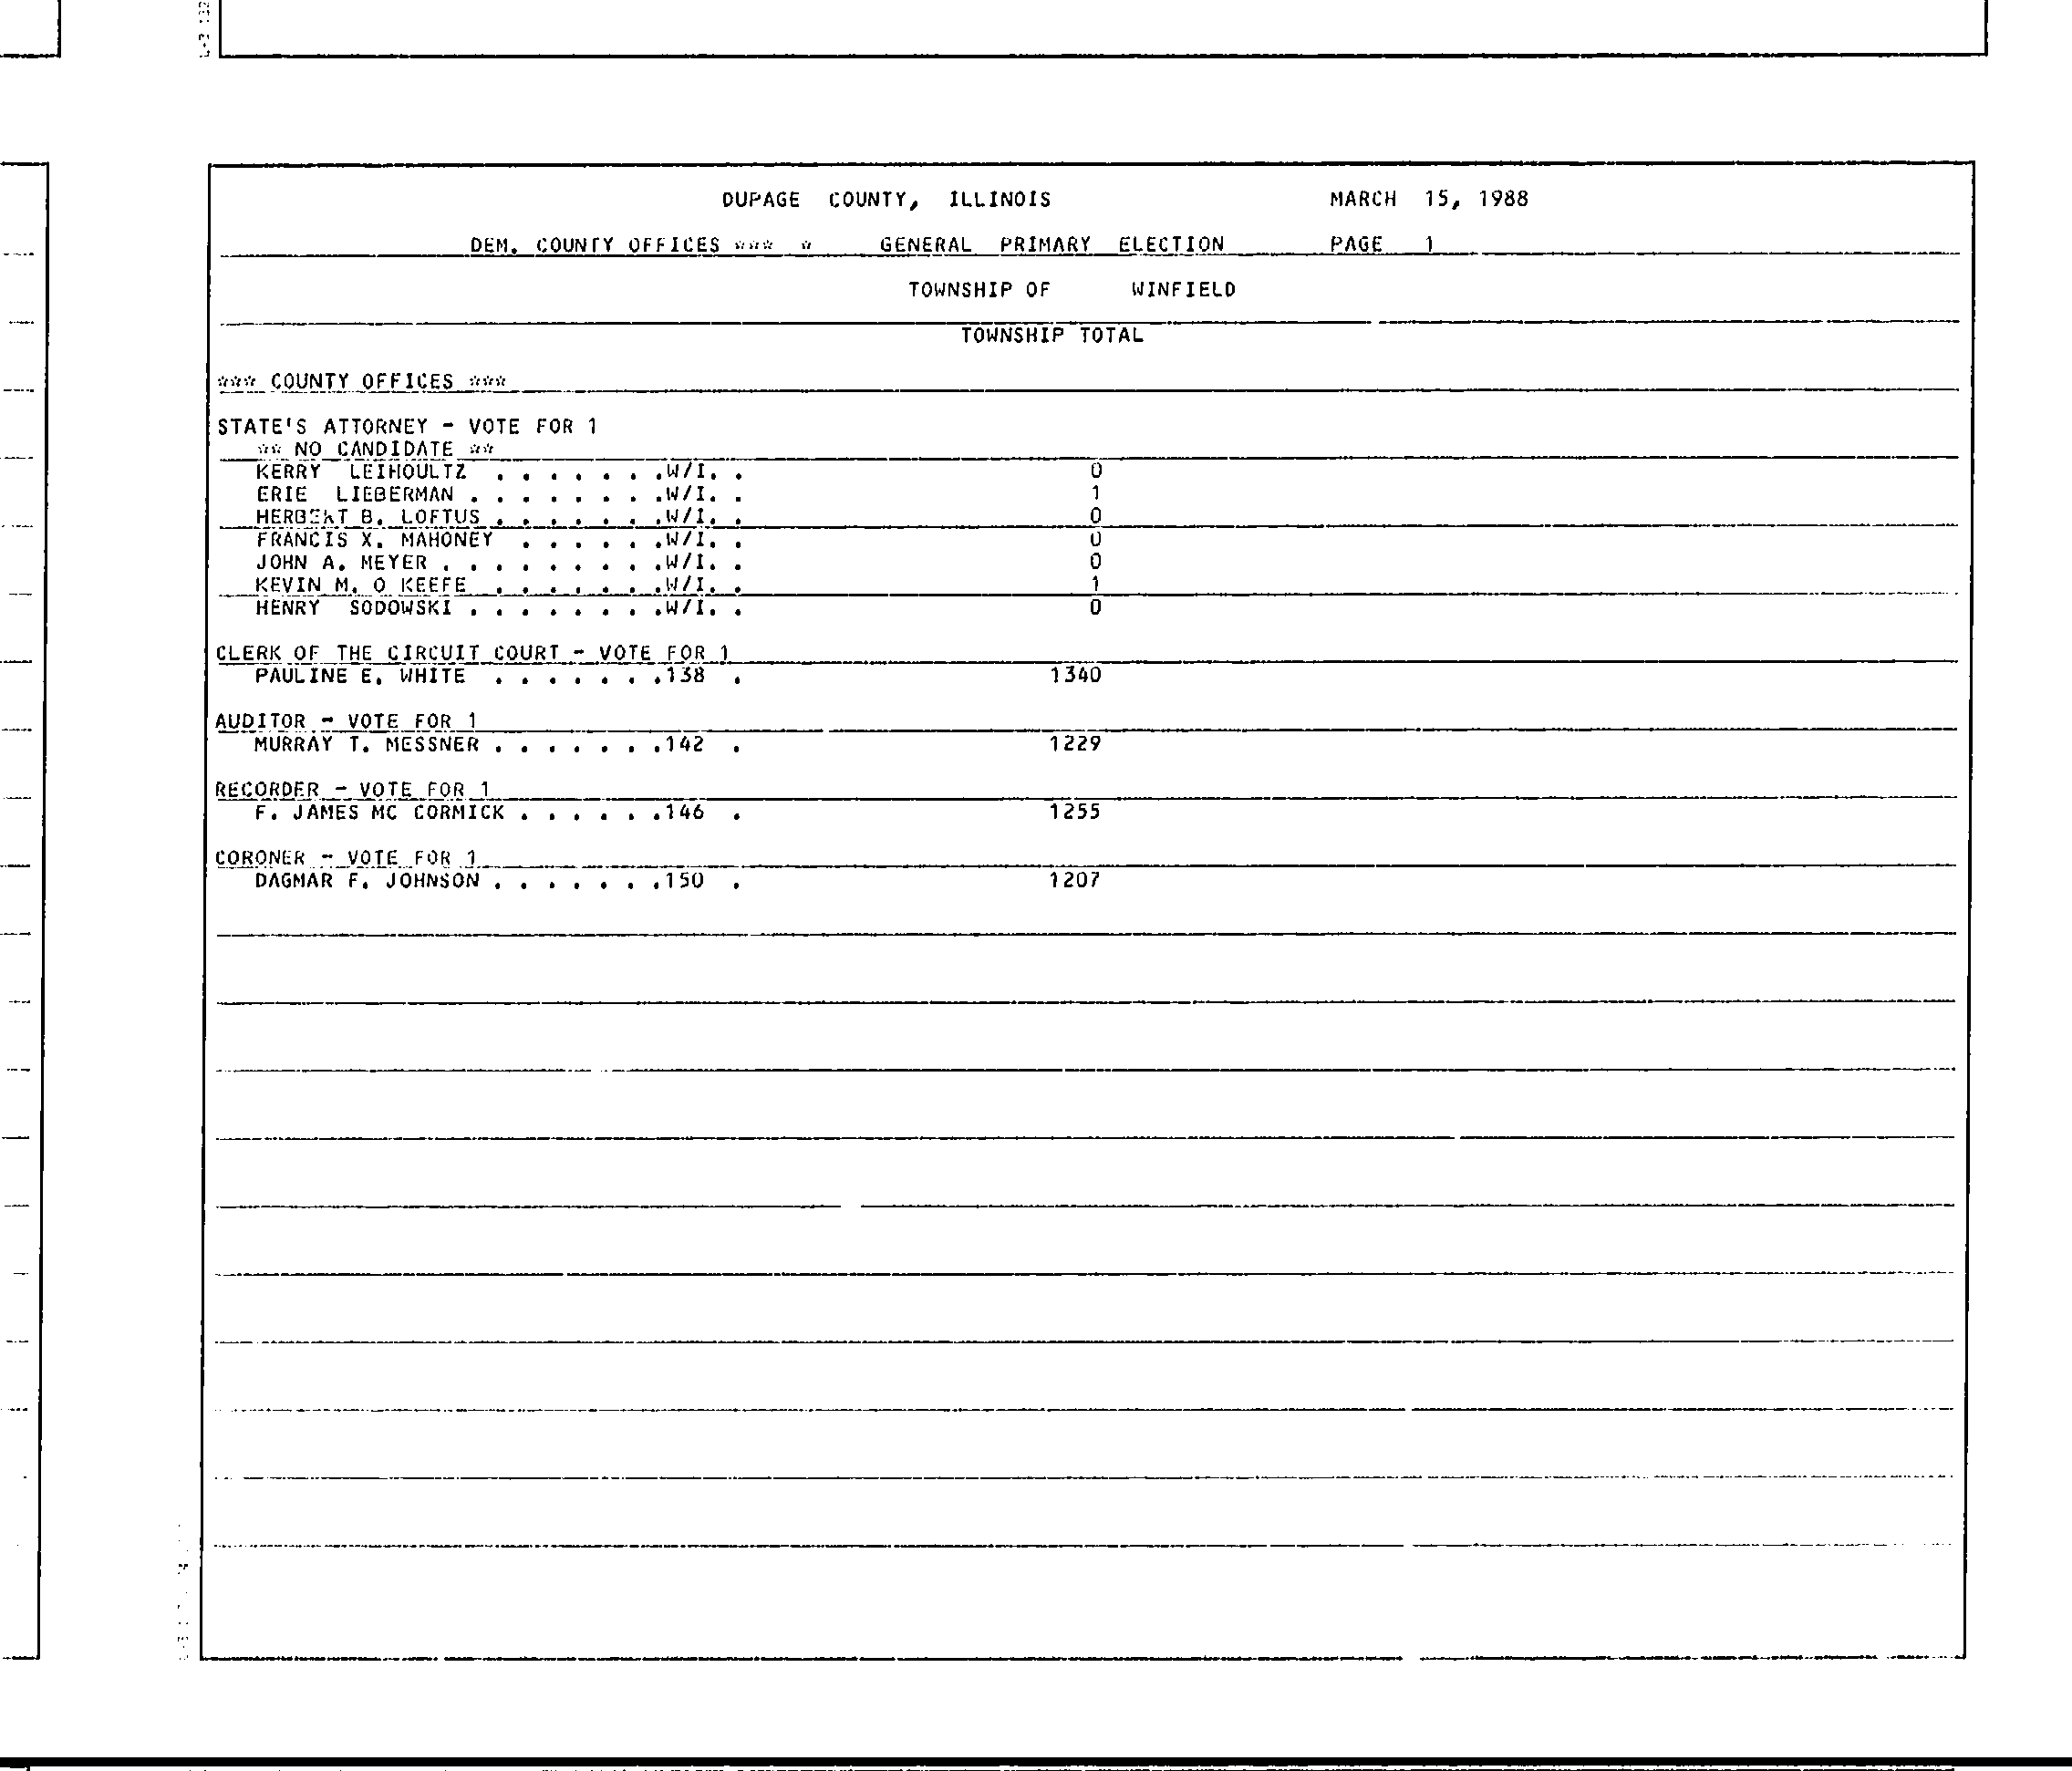 DUPAGE COUNTY, ILLINOIS MARCH 15, 1988
DEM. COUNTY OFFICES *** * GENERAL PRIMARY ELECTION PAGE 1
TOWNSHIP OF WINFIELD
TOWNSHIP TOTAL
*** COUNTY OFFICES ***
STATE'S ATTORNEY - VOTE FOR 1
** NO CANDIDATE **
KERRY LEIHOULTZ . . . . . . .W/I. . 0
ERIE LIEBERMAN . . . . . . . .W/I. . 1
HERBERT B. LOFTUS . . . . . . .W/I. . 0
FRANCIS X. MAHONEY . . . . . .W/I. . 0
JOHN A. MEYER . . . . . . . . .W/I. . 0
KEVIN M. O KEEFE . . . . . . .W/I. . 1
HENRY SODOWSKI . . . . . . . .W/I. . 0
CLERK OF THE CIRCUIT COURT - VOTE FOR 1
PAULINE E. WHITE . . . . . . .138 . 1340
AUDITOR - VOTE FOR 1
MURRAY T. MESSNER . . . . . . .142 . 1229
RECORDER - VOTE FOR 1
F. JAMES MC CORMICK . . . . . .146 . 1255
CORONER - VOTE FOR 1
DAGMAR F. JOHNSON . . . . . . .150 . 1207